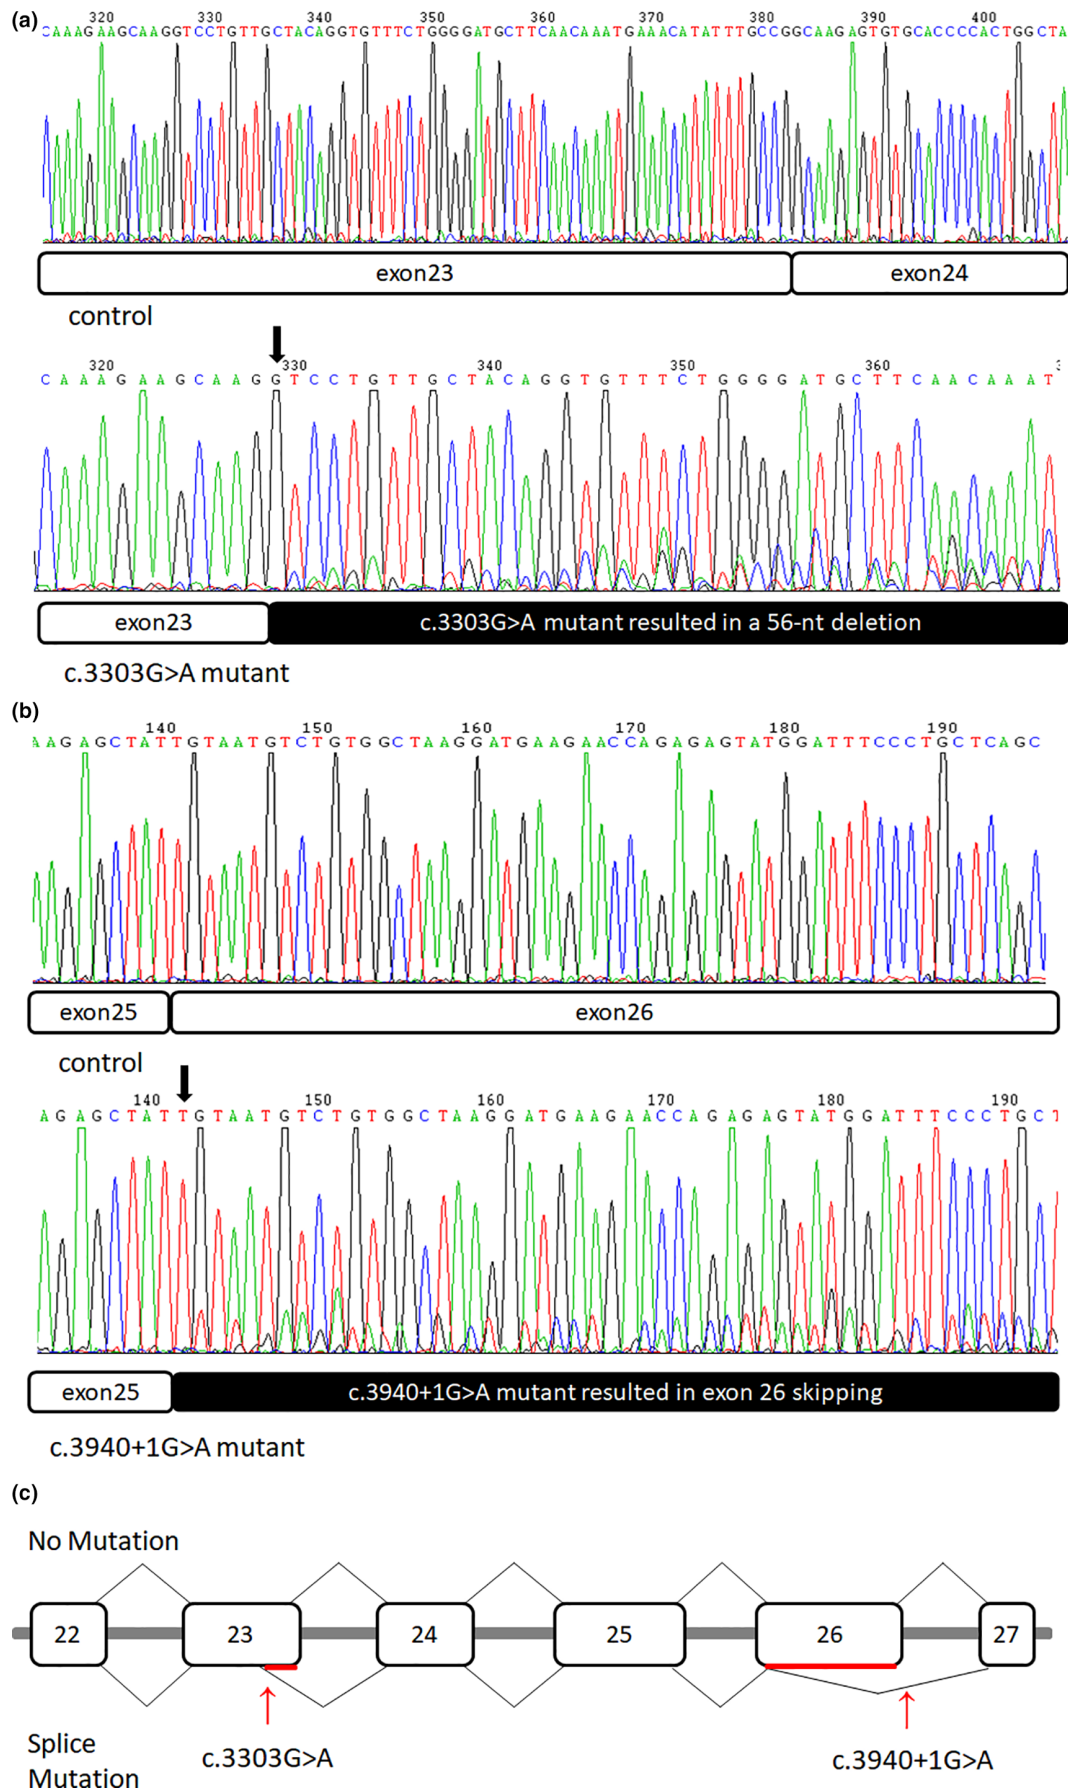 (a)
320 330 340 350 360 370 380 390 400
CAAAGAAGCAAGGTCCTGTTGCTACAGGTGTTTCTGGGGATGCTTCAACAAATGAAACATATTTGCCGGCAAGAGTGTGCACCCCACTGGCTA
exon23 exon24
control
320 330 340 350 360
C A A A G A A G C A A G G T C C T G T T G C T A C A G G T G T T T C T G G G G A T G C T T C A A C A A A T
exon23 c.3303G>A mutant resulted in a 56-nt deletion
c.3303G>A mutant
(b)
140 150 160 170 180 190
AAGAGCTATTGTAATGTCTGTGGCTAAGGATGAAGAACCAGAGAGTATGGATTTCCCTGCTCAGC
exon25 exon26
control
140 150 160 170 180 190
A G A G C T A T T G T A A T G T C T G T G G C T A A G G A T G A A G A A C C A G A G A G T A T G G A T T T C C C T G C T
exon25 c.3940+1G>A mutant resulted in exon 26 skipping
c.3940+1G>A mutant
(c)
No Mutation
22 23 24 25 26 27
Splice
Mutation
c.3303G>A c.3940+1G>A